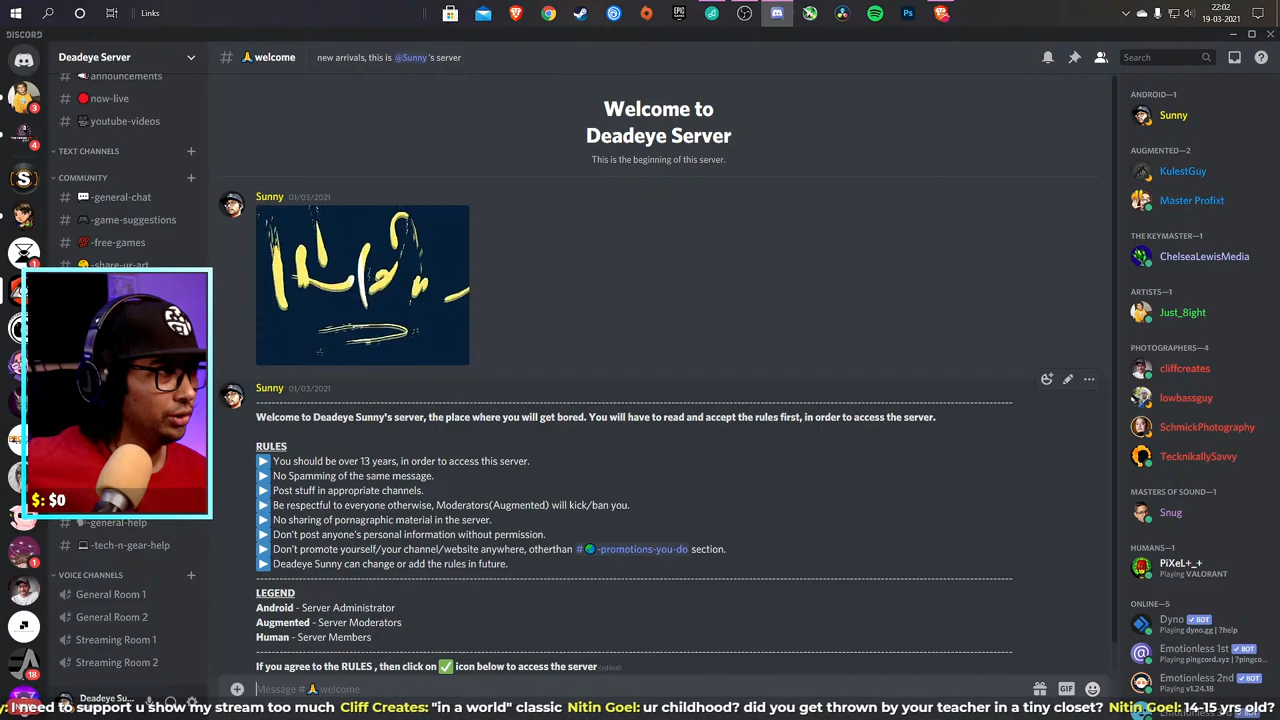 Links
22:02
19-03-2021
DISCORD
Deadeye Server
announcements
now-live
youtube-videos
TEXT CHANNELS
COMMUNITY
-general-chat
-game-suggestions
-free-games
-share-ur-art
-general-help
-tech-n-gear-help
VOICE CHANNELS
General Room 1
General Room 2
Streaming Room 1
Streaming Room 2
Deadeye Su...
3
4
1
18
$: $0
# 🙏welcome
new arrivals, this is @Sunny 's server
Search
Welcome to
Deadeye Server
This is the beginning of this server.
Sunny 01/03/2021
Sunny 01/03/2021
Welcome to Deadeye Sunny's server, the place where you will get bored. You will have to read and accept the rules first, in order to access the server.
RULES
You should be over 13 years, in order to access this server.
No Spamming of the same message.
Post stuff in appropriate channels.
Be respectful to everyone otherwise, Moderators(Augmented) will kick/ban you.
No sharing of pornagraphic material in the server.
Don't post anyone's personal information without permission.
Don't promote yourself/your channel/website anywhere, otherthan # -promotions-you-do section.
Deadeye Sunny can change or add the rules in future.
LEGEND
Android - Server Administrator
Augmented - Server Moderators
Human - Server Members
If you agree to the RULES , then click on ✅ icon below to access the server (edited)
Message #🙏welcome
GIF
ANDROID—1
Sunny
AUGMENTED—2
KulestGuy
Master Profixt
THE KEYMASTER—1
ChelseaLewisMedia
ARTISTS—1
Just_8ight
PHOTOGRAPHERS—4
cliffcreates
lowbassguy
SchmickPhotography
TecknikallySavvy
MASTERS OF SOUND—1
Snug
HUMANS—1
PiXeL+_+
Playing VALORANT
ONLINE—5
Dyno ✓BOT
Playing dyno.gg | ?help
Emotionless 1st ✓BOT
Playing pingcord.xyz | ?pingco...
Emotionless 2nd ✓BOT
Playing v1.24.18
y: I need to support u show my stream too much Cliff Creates: "in a world" classic Nitin Goel: ur childhood? did you get thrown by your teacher in a tiny closet? Nitin Goel: 14-15 yrs old?